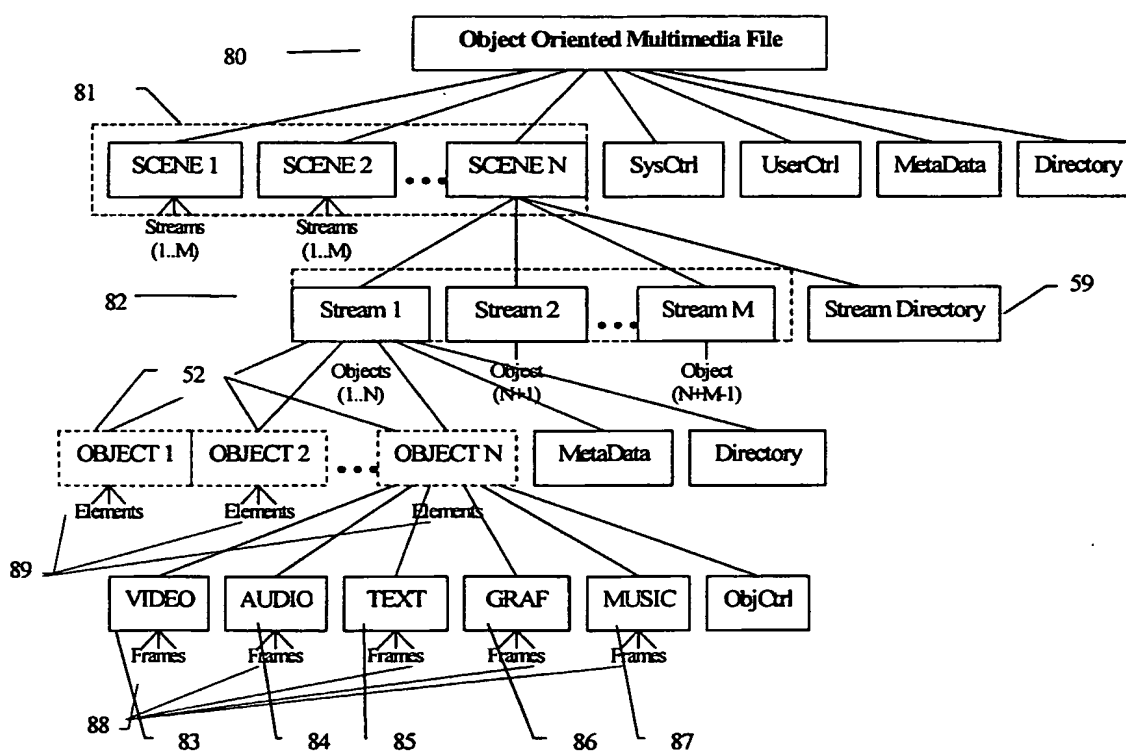 Object Oriented Multimedia File
80
81
SCENE 1 SCENE 2 ... SCENE N SysCtrl UserCtrl MetaData Directory
Streams Streams
(1..M) (1..M)
82 59
Stream 1 Stream 2 ... Stream M Stream Directory
52 Objects Object Object
(1..N) (N+1) (N+M-1)
OBJECT 1 OBJECT 2 ... OBJECT N MetaData Directory
Elements Elements Elements
89
VIDEO AUDIO TEXT GRAF MUSIC ObjCtrl
Frames Frames Frames Frames Frames
88
83 84 85 86 87